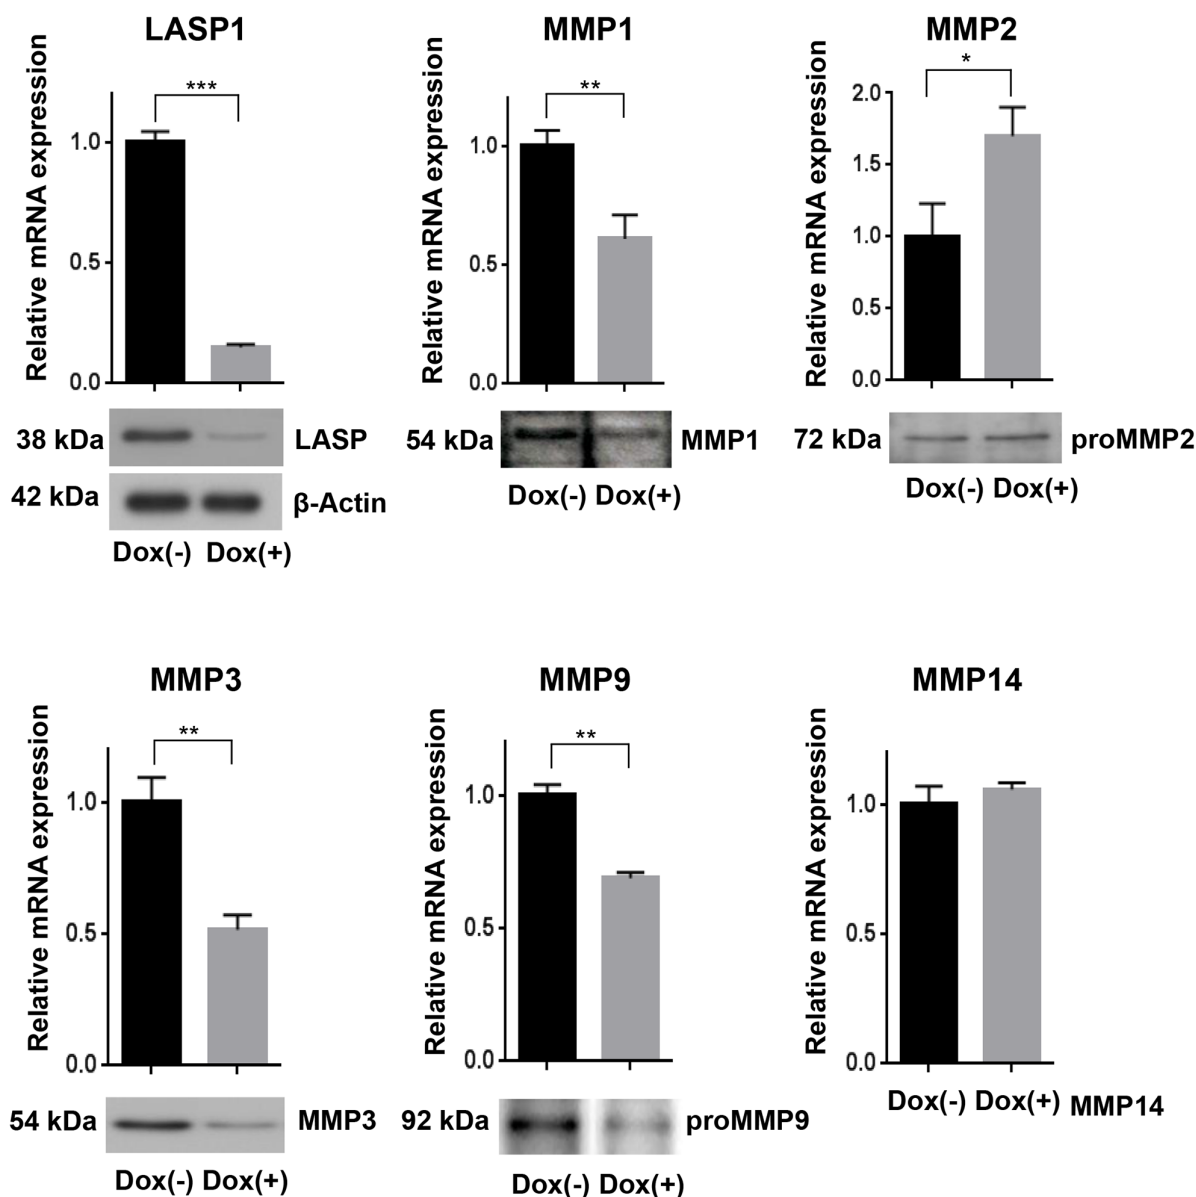 LASP1
Relative mRNA expression
***
1.0
0.5
0.0
38 kDa
LASP
42 kDa
β-Actin
Dox(-) Dox(+)
MMP1
Relative mRNA expression
**
1.0
0.5
0.0
54 kDa
MMP1
Dox(-) Dox(+)
MMP2
Relative mRNA expression
*
2.0
1.5
1.0
0.5
0.0
72 kDa
proMMP2
Dox(-) Dox(+)
MMP3
Relative mRNA expression
**
1.0
0.5
0.0
54 kDa
MMP3
Dox(-) Dox(+)
MMP9
Relative mRNA expression
**
1.0
0.5
0.0
92 kDa
proMMP9
Dox(-) Dox(+)
MMP14
Relative mRNA expression
1.0
0.5
0.0
Dox(-) Dox(+) MMP14